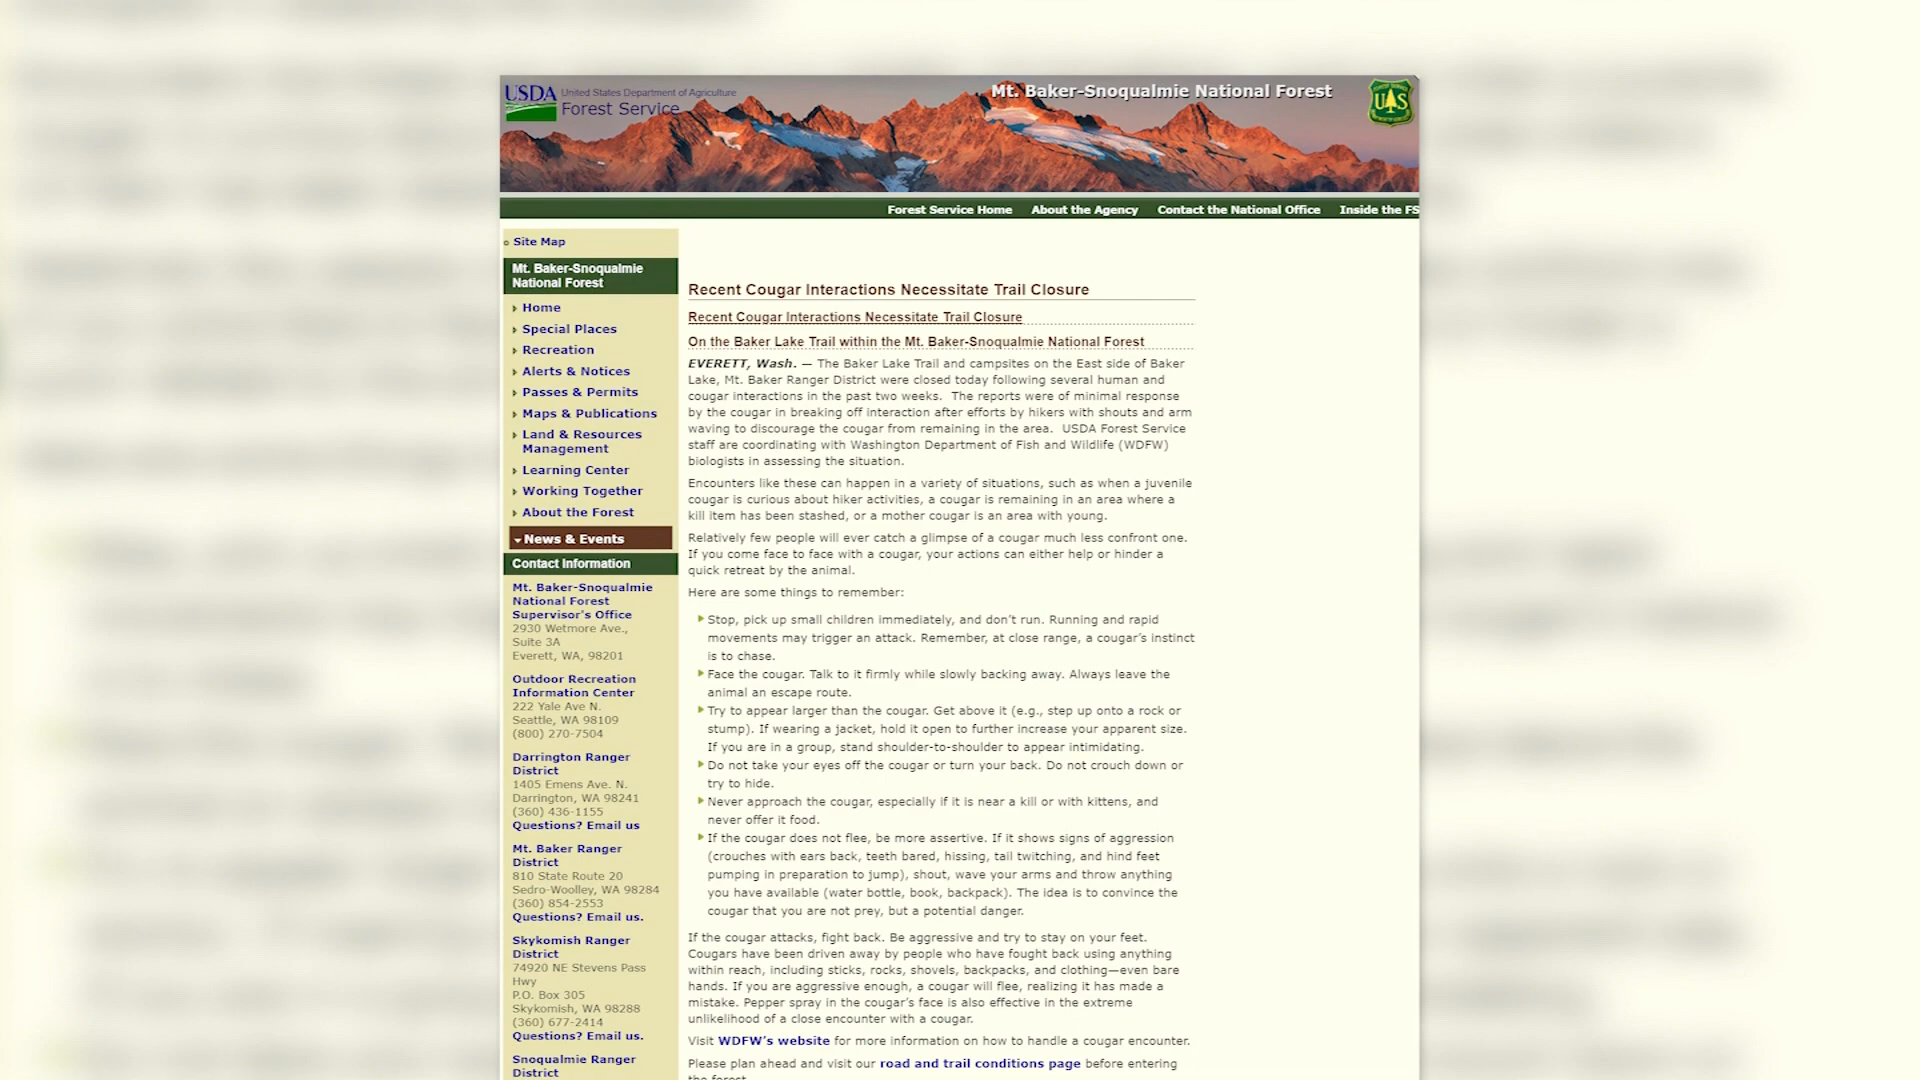 USDA United States Department of Agriculture
Forest Service
Mt. Baker-Snoqualmie National Forest
UAS
Forest Service Home About the Agency Contact the National Office Inside the FS
Site Map
Mt. Baker-Snoqualmie
National Forest
Home
Special Places
Recreation
Alerts & Notices
Passes & Permits
Maps & Publications
Land & Resources
Management
Learning Center
Working Together
About the Forest
News & Events
Contact Information
Mt. Baker-Snoqualmie
National Forest
Supervisor's Office
2930 Wetmore Ave.,
Suite 3A
Everett, WA, 98201
Outdoor Recreation
Information Center
222 Yale Ave N.
Seattle, WA 98109
(800) 270-7504
Darrington Ranger
District
1405 Emens Ave. N.
Darrington, WA 98241
(360) 436-1155
Questions? Email us
Mt. Baker Ranger
District
810 State Route 20
Sedro-Woolley, WA 98284
(360) 854-2553
Questions? Email us.
Skykomish Ranger
District
74920 NE Stevens Pass
Hwy
P.O. Box 305
Skykomish, WA 98288
(360) 677-2414
Questions? Email us.
Snoqualmie Ranger
District
Recent Cougar Interactions Necessitate Trail Closure
Recent Cougar Interactions Necessitate Trail Closure
On the Baker Lake Trail within the Mt. Baker-Snoqualmie National Forest
EVERETT, Wash. — The Baker Lake Trail and campsites on the East side of Baker
Lake, Mt. Baker Ranger District were closed today following several human and
cougar interactions in the past two weeks.  The reports were of minimal response
by the cougar in breaking off interaction after efforts by hikers with shouts and arm
waving to discourage the cougar from remaining in the area.  USDA Forest Service
staff are coordinating with Washington Department of Fish and Wildlife (WDFW)
biologists in assessing the situation.
Encounters like these can happen in a variety of situations, such as when a juvenile
cougar is curious about hiker activities, a cougar is remaining in an area where a
kill item has been stashed, or a mother cougar is an area with young.
Relatively few people will ever catch a glimpse of a cougar much less confront one.
If you come face to face with a cougar, your actions can either help or hinder a
quick retreat by the animal.
Here are some things to remember:
Stop, pick up small children immediately, and don't run. Running and rapid
movements may trigger an attack. Remember, at close range, a cougar's instinct
is to chase.
Face the cougar. Talk to it firmly while slowly backing away. Always leave the
animal an escape route.
Try to appear larger than the cougar. Get above it (e.g., step up onto a rock or
stump). If wearing a jacket, hold it open to further increase your apparent size.
If you are in a group, stand shoulder-to-shoulder to appear intimidating.
Do not take your eyes off the cougar or turn your back. Do not crouch down or
try to hide.
Never approach the cougar, especially if it is near a kill or with kittens, and
never offer it food.
If the cougar does not flee, be more assertive. If it shows signs of aggression
(crouches with ears back, teeth bared, hissing, tail twitching, and hind feet
pumping in preparation to jump), shout, wave your arms and throw anything
you have available (water bottle, book, backpack). The idea is to convince the
cougar that you are not prey, but a potential danger.
If the cougar attacks, fight back. Be aggressive and try to stay on your feet.
Cougars have been driven away by people who have fought back using anything
within reach, including sticks, rocks, shovels, backpacks, and clothing—even bare
hands. If you are aggressive enough, a cougar will flee, realizing it has made a
mistake. Pepper spray in the cougar's face is also effective in the extreme
unlikelihood of a close encounter with a cougar.
Visit WDFW's website for more information on how to handle a cougar encounter.
Please plan ahead and visit our road and trail conditions page before entering
the forest